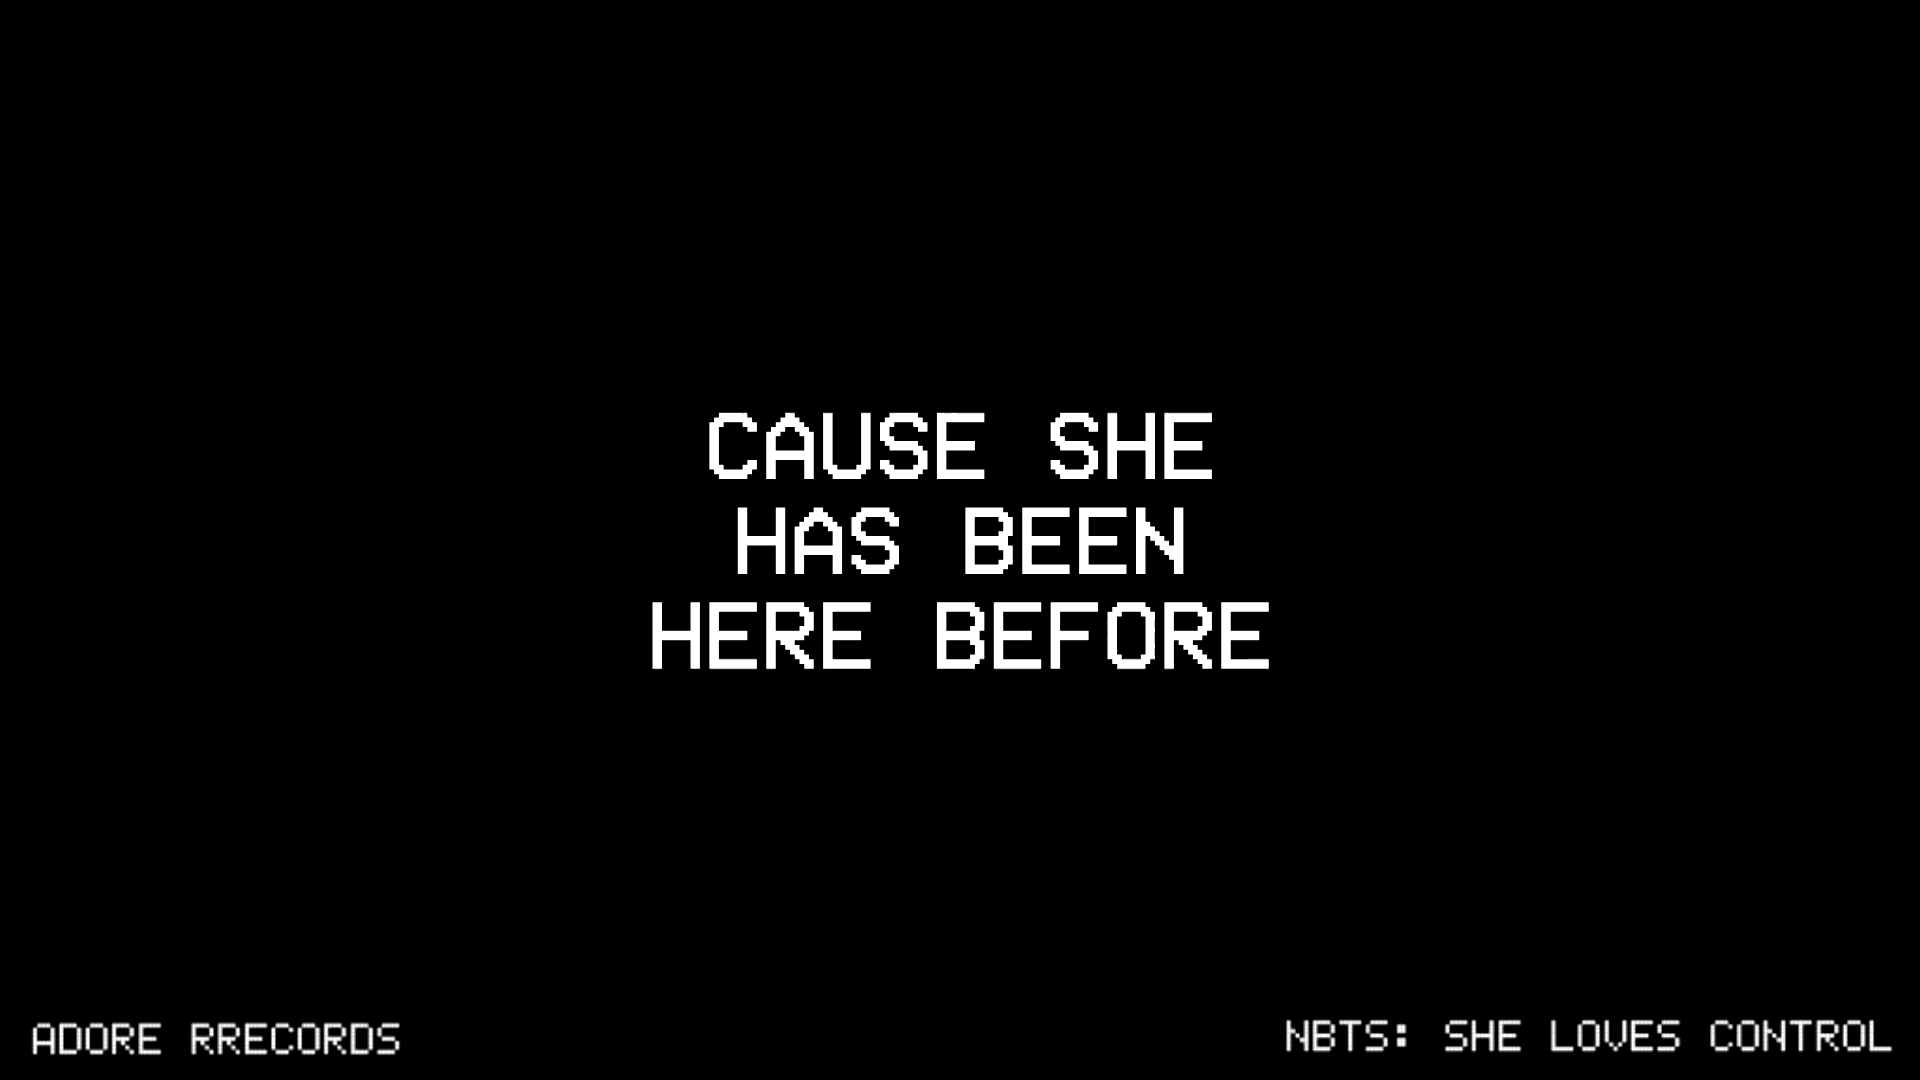 CAUSE SHE
HAS BEEN
HERE BEFORE
ADORE RRECORDS
NBTS: SHE LOVES CONTROL